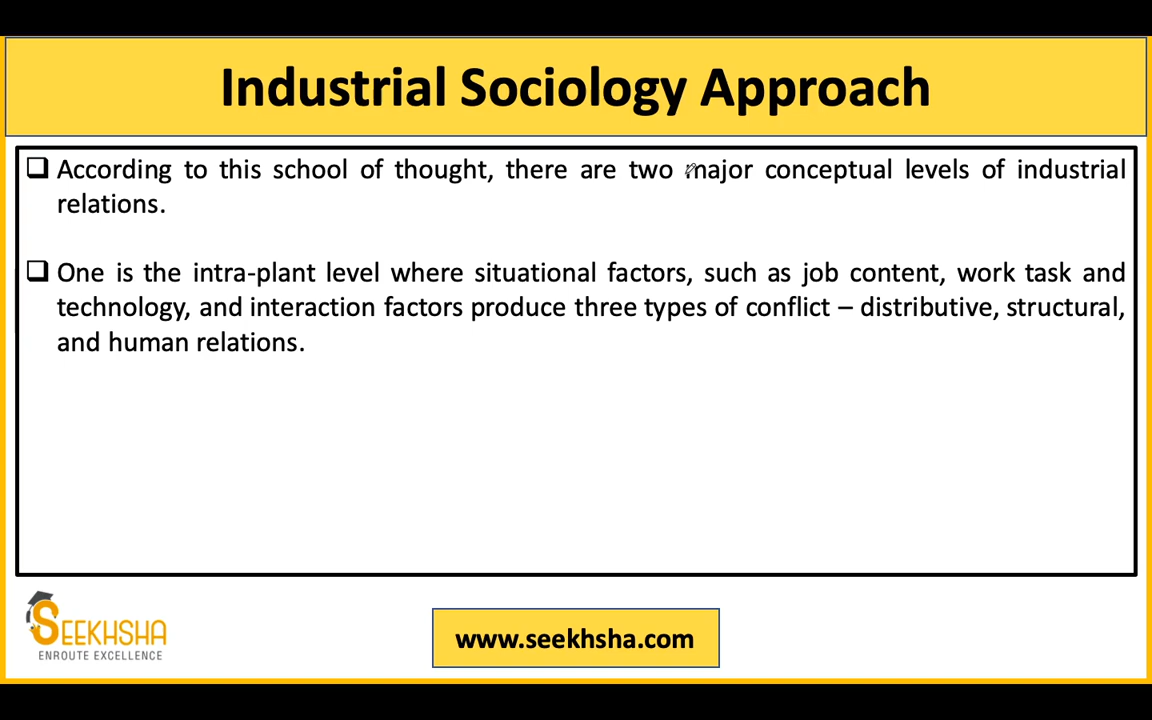 Industrial Sociology Approach
According to this school of thought, there are two major conceptual levels of industrial
relations.
One is the intra-plant level where situational factors, such as job content, work task and
technology, and interaction factors produce three types of conflict – distributive, structural,
and human relations.
SEEKHSHA
ENROUTE EXCELLENCE
www.seekhsha.com